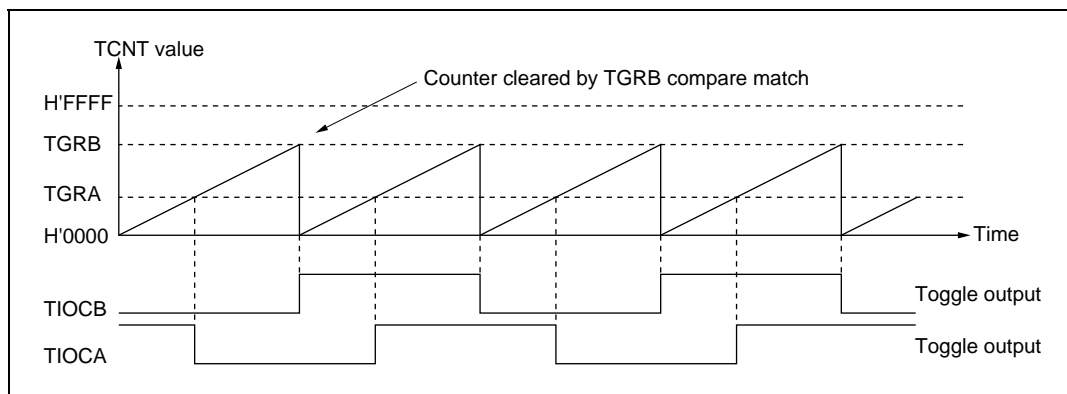 TCNT value
Counter cleared by TGRB compare match
H'FFFF
TGRB
TGRA
H'0000
Time
TIOCB
Toggle output
TIOCA
Toggle output